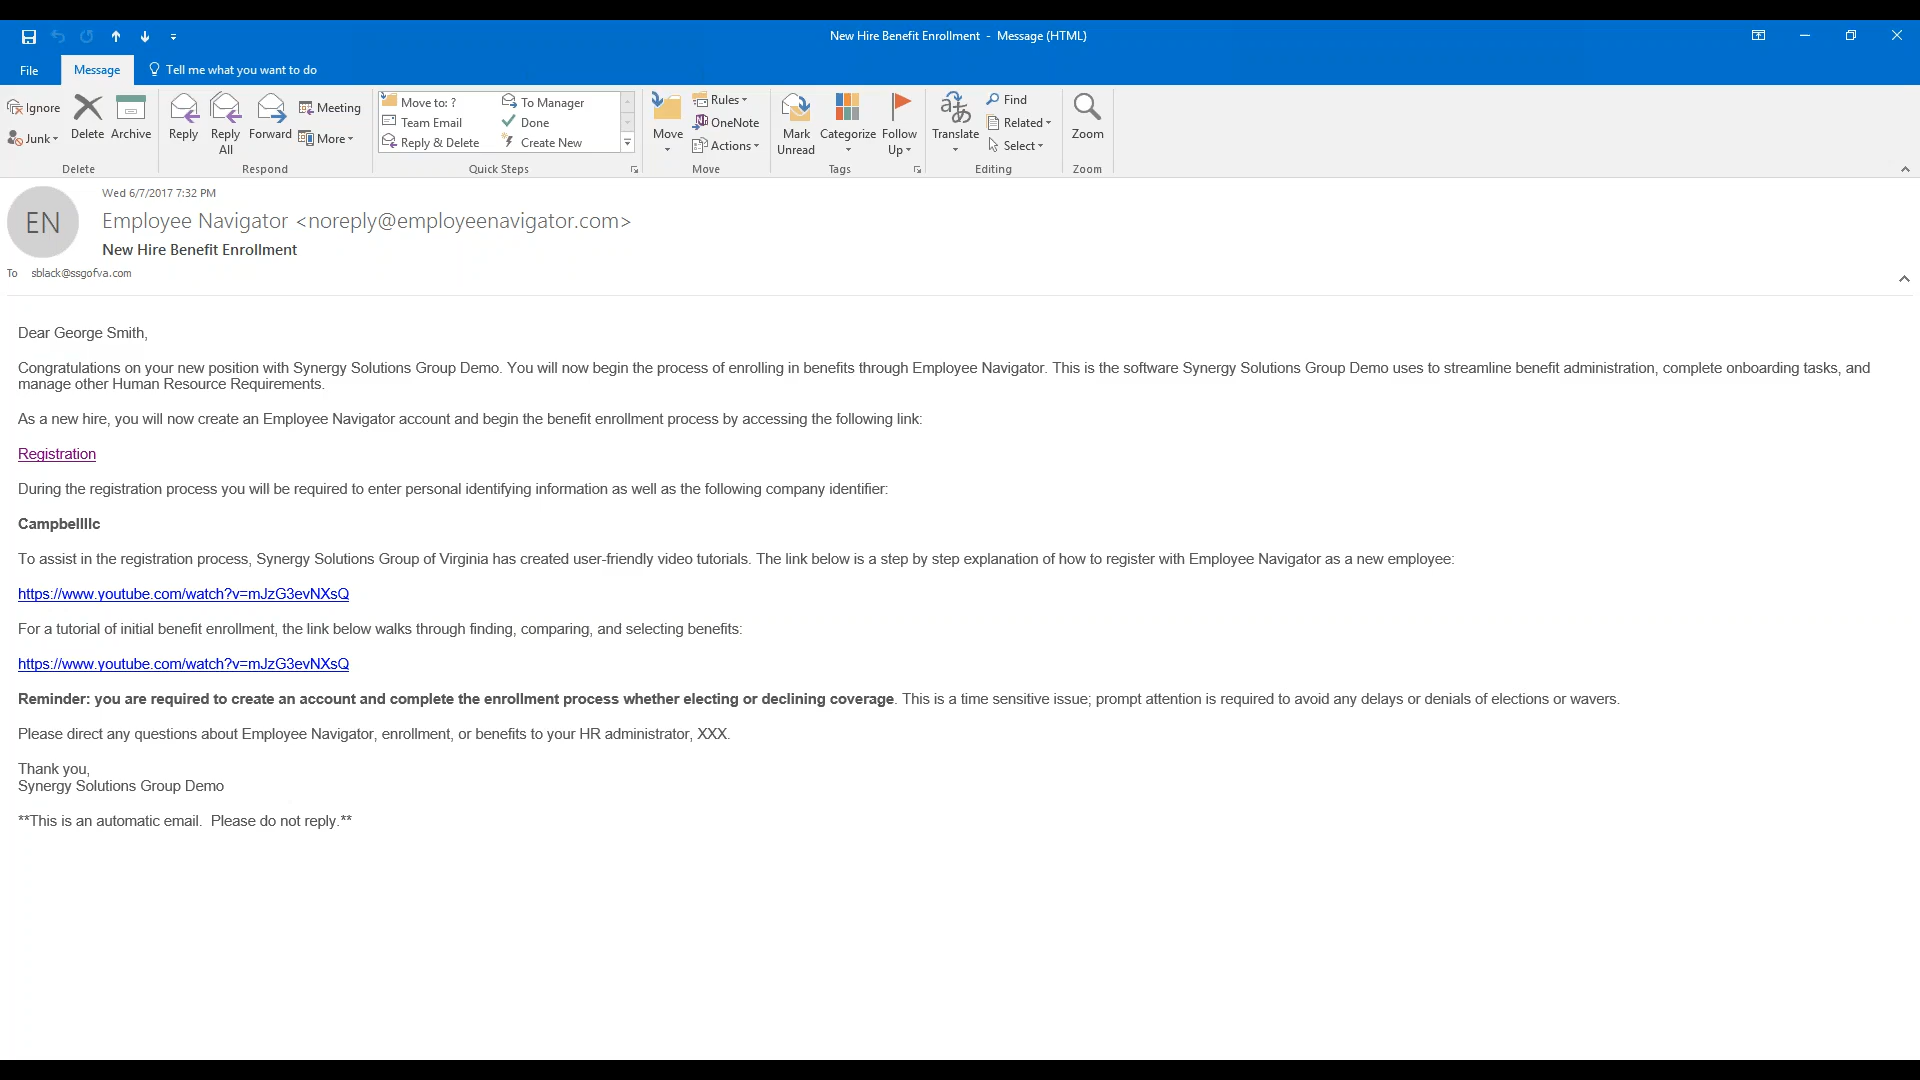 New Hire Benefit Enrollment - Message (HTML)
File Message Tell me what you want to do
Ignore
Junk
Delete
Archive
Delete
Reply
Reply All
Forward
Meeting
More
Respond
Move to: ?
Team Email
Reply & Delete
To Manager
Done
Create New
Quick Steps
Move
Rules
OneNote
Actions
Move
Mark Unread
Categorize
Follow Up
Tags
Translate
Find
Related
Select
Editing
Zoom
Zoom
EN
Wed 6/7/2017 7:32 PM
Employee Navigator <noreply@employeenavigator.com>
New Hire Benefit Enrollment
To sblack@ssgofva.com
Dear George Smith,
Congratulations on your new position with Synergy Solutions Group Demo. You will now begin the process of enrolling in benefits through Employee Navigator. This is the software Synergy Solutions Group Demo uses to streamline benefit administration, complete onboarding tasks, and
manage other Human Resource Requirements.
As a new hire, you will now create an Employee Navigator account and begin the benefit enrollment process by accessing the following link:
Registration
During the registration process you will be required to enter personal identifying information as well as the following company identifier:
Campbellllc
To assist in the registration process, Synergy Solutions Group of Virginia has created user-friendly video tutorials. The link below is a step by step explanation of how to register with Employee Navigator as a new employee:
https://www.youtube.com/watch?v=mJzG3evNXsQ
For a tutorial of initial benefit enrollment, the link below walks through finding, comparing, and selecting benefits:
https://www.youtube.com/watch?v=mJzG3evNXsQ
Reminder: you are required to create an account and complete the enrollment process whether electing or declining coverage. This is a time sensitive issue; prompt attention is required to avoid any delays or denials of elections or wavers.
Please direct any questions about Employee Navigator, enrollment, or benefits to your HR administrator, XXX.
Thank you,
Synergy Solutions Group Demo
**This is an automatic email.  Please do not reply.**